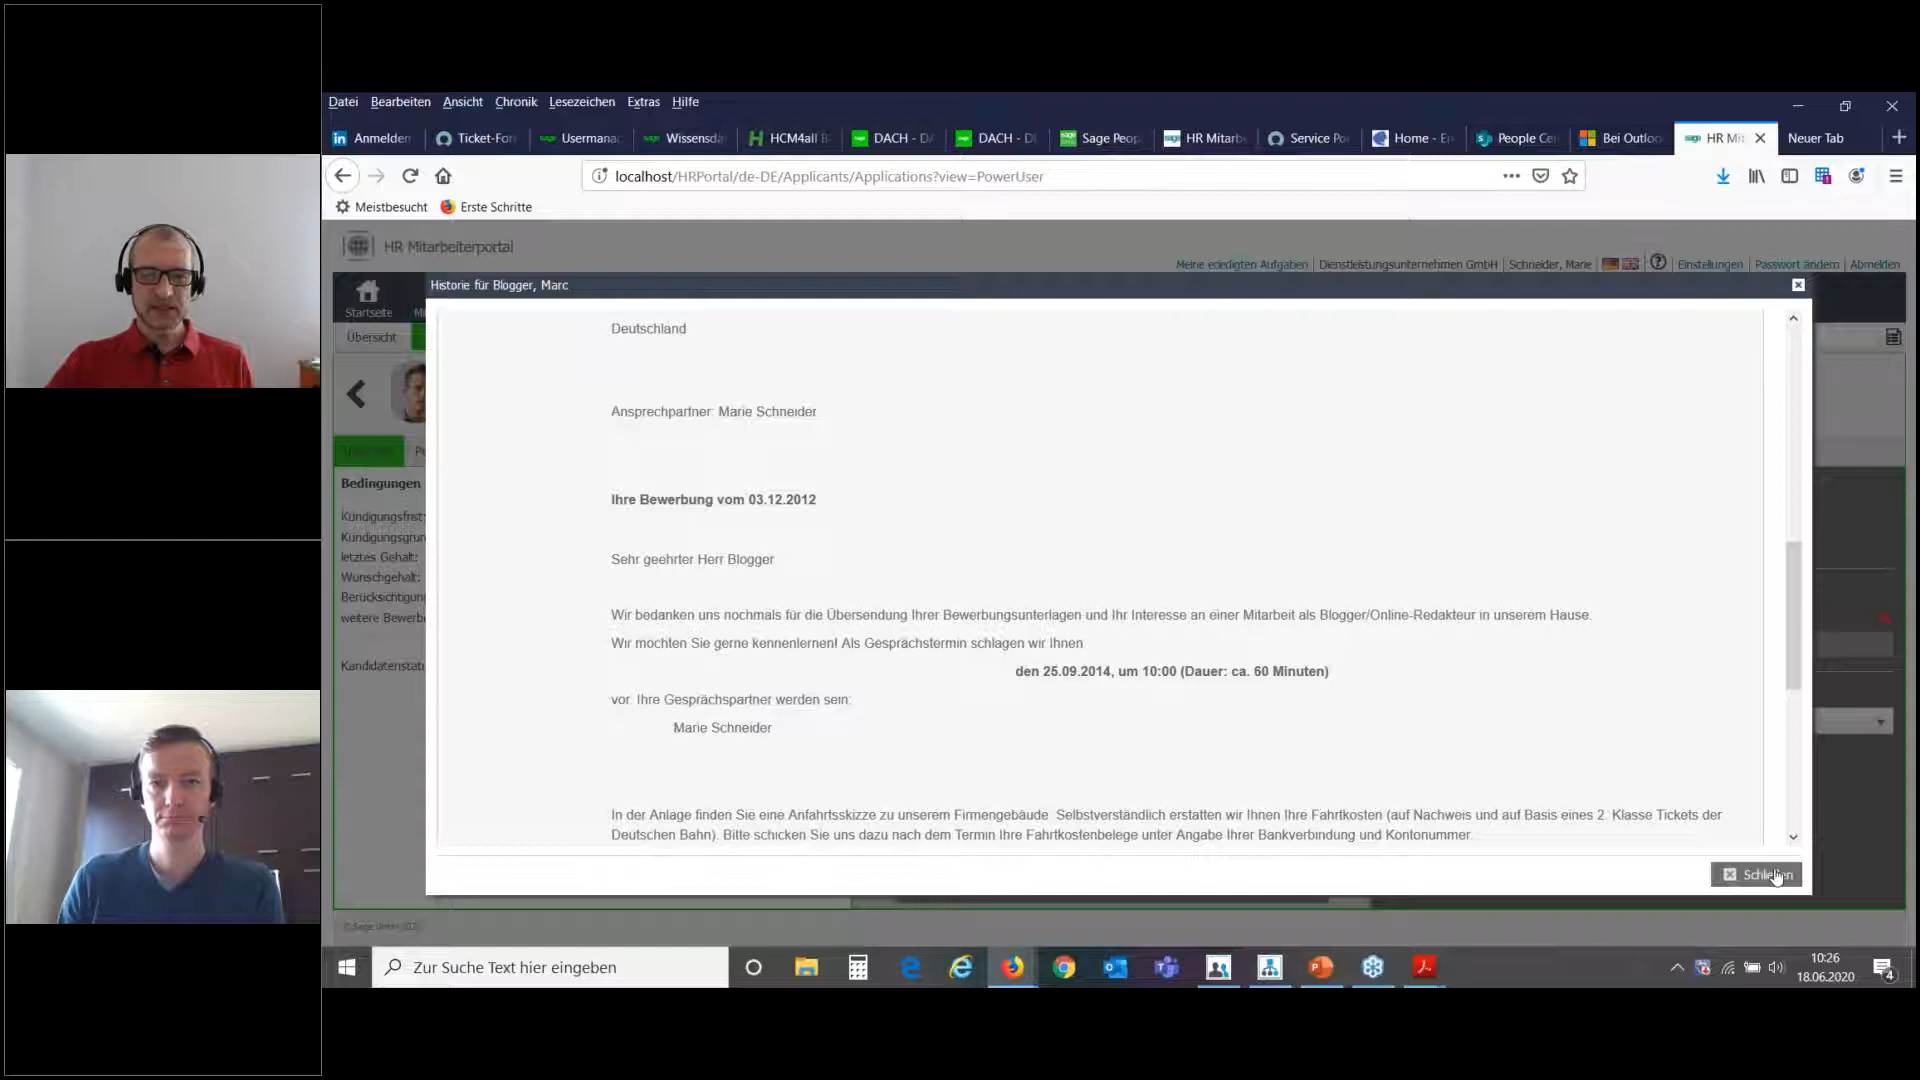 Datei Bearbeiten Ansicht Chronik Lesezeichen Extras Hilfe
Anmelden Ticket-For Usermana Wissensda HCM4all B DACH - DA DACH - DE Sage Peop HR Mitarb Service Po Home - En People Ce Bei Outloo HR Mit Neuer Tab
localhost/HRPortal/de-DE/Applicants/Applications?view=PowerUser
Meistbesucht Erste Schritte
HR Mitarbeiterportal
Meine erledigten Aufgaben Dienstleistungsunternehmen GmbH Schneider, Marie Einstellungen Passwort ändern Abmelden
Historie für Blogger, Marc
Startseite
Übersicht
Deutschland
Ansprechpartner: Marie Schneider
Bedingungen
Ihre Bewerbung vom 03.12.2012
Kündigungsfrist:
Kündigungsgrun
letztes Gehalt:
Sehr geehrter Herr Blogger
Wunschgehalt:
Berücksichtigun
weitere Bewerb
Wir bedanken uns nochmals für die Übersendung Ihrer Bewerbungsunterlagen und Ihr Interesse an einer Mitarbeit als Blogger/Online-Redakteur in unserem Hause.
Wir möchten Sie gerne kennenlernen! Als Gesprächstermin schlagen wir Ihnen
Kandidatenstatu
den 25.09.2014, um 10:00 (Dauer: ca. 60 Minuten)
vor. Ihre Gesprächspartner werden sein:
Marie Schneider
In der Anlage finden Sie eine Anfahrtsskizze zu unserem Firmengebäude. Selbstverständlich erstatten wir Ihnen Ihre Fahrtkosten (auf Nachweis und auf Basis eines 2. Klasse Tickets der
Deutschen Bahn). Bitte schicken Sie uns dazu nach dem Termin Ihre Fahrtkostenbelege unter Angabe Ihrer Bankverbindung und Kontonummer.
Schließen
Zur Suche Text hier eingeben
10:26
18.06.2020
4